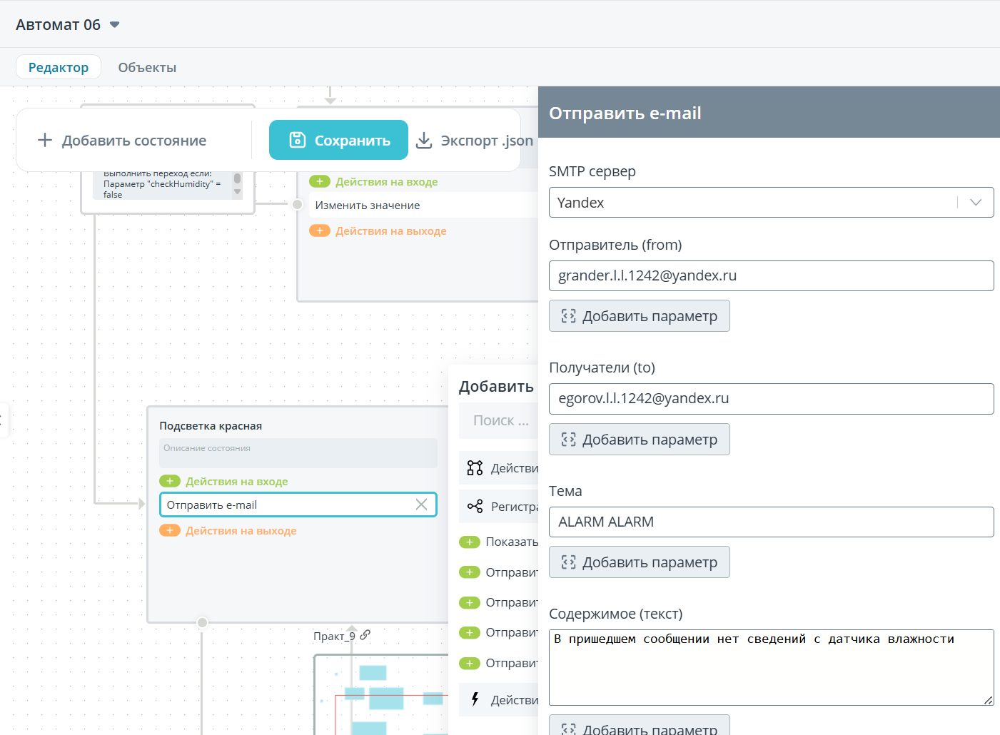 Автомат 06
Редактор
Объекты
Добавить состояние
Сохранить
Экспорт .json
Выполнить переход если:
Параметр "checkHumidity" =
false
Действия на входе
Изменить значение
Действия на выходе
Подсветка красная
Описание состояния
Действия на входе
Отправить e-mail
Действия на выходе
Практ_9
Добавить
Поиск ...
Действи
Регистра
Показать
Отправит
Отправит
Отправит
Отправит
Действи
Отправить e-mail
SMTP сервер
Yandex
Отправитель (from)
grander.l.l.1242@yandex.ru
Добавить параметр
Получатели (to)
egorov.l.l.1242@yandex.ru
Добавить параметр
Тема
ALARM ALARM
Добавить параметр
Содержимое (текст)
В пришедшем сообщении нет сведений с датчика влажности
Добавить параметр